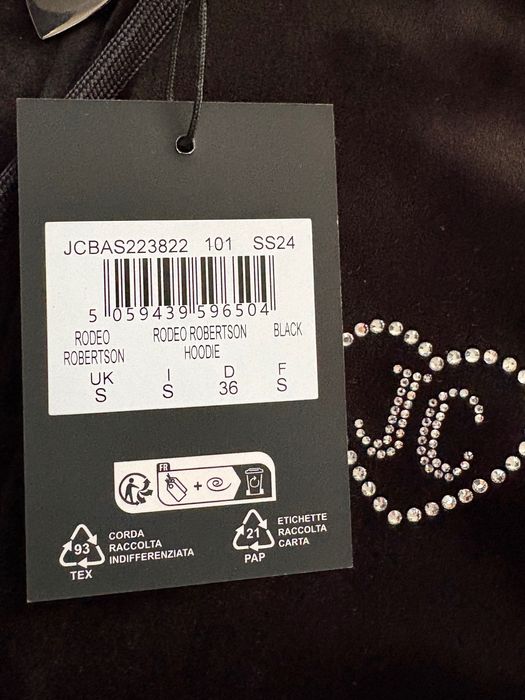 JCBAS223822 101 SS24
5 059439 596504
RODEO ROBERTSON
RODEO ROBERTSON HOODIE
BLACK
UK I D F
S S 36 S
FR
+
93
TEX
CORDA
RACCOLTA
INDIFFERENZIATA
21
PAP
ETICHETTE
RACCOLTA
CARTA
JC